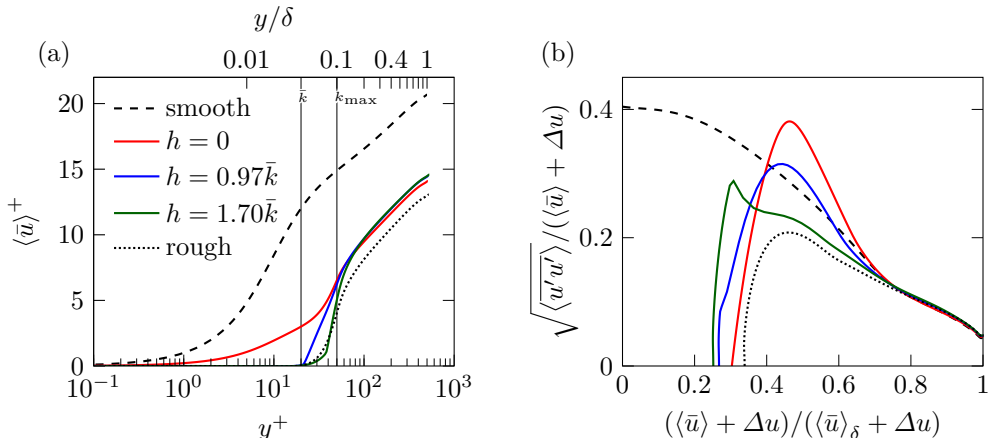 (a)
y/δ
0.01 0.1 0.4 1
k̄ k_max
20
15
10
5
0
⟨ū⟩⁺
smooth
h = 0
h = 0.97k̄
h = 1.70k̄
rough
10⁻¹ 10⁰ 10¹ 10² 10³
y⁺
(b)
0.4
0.2
0
√⟨u′u′⟩̅/(⟨ū⟩ + Δu)
0 0.2 0.4 0.6 0.8 1
(⟨ū⟩ + Δu)/(⟨ū⟩_δ + Δu)